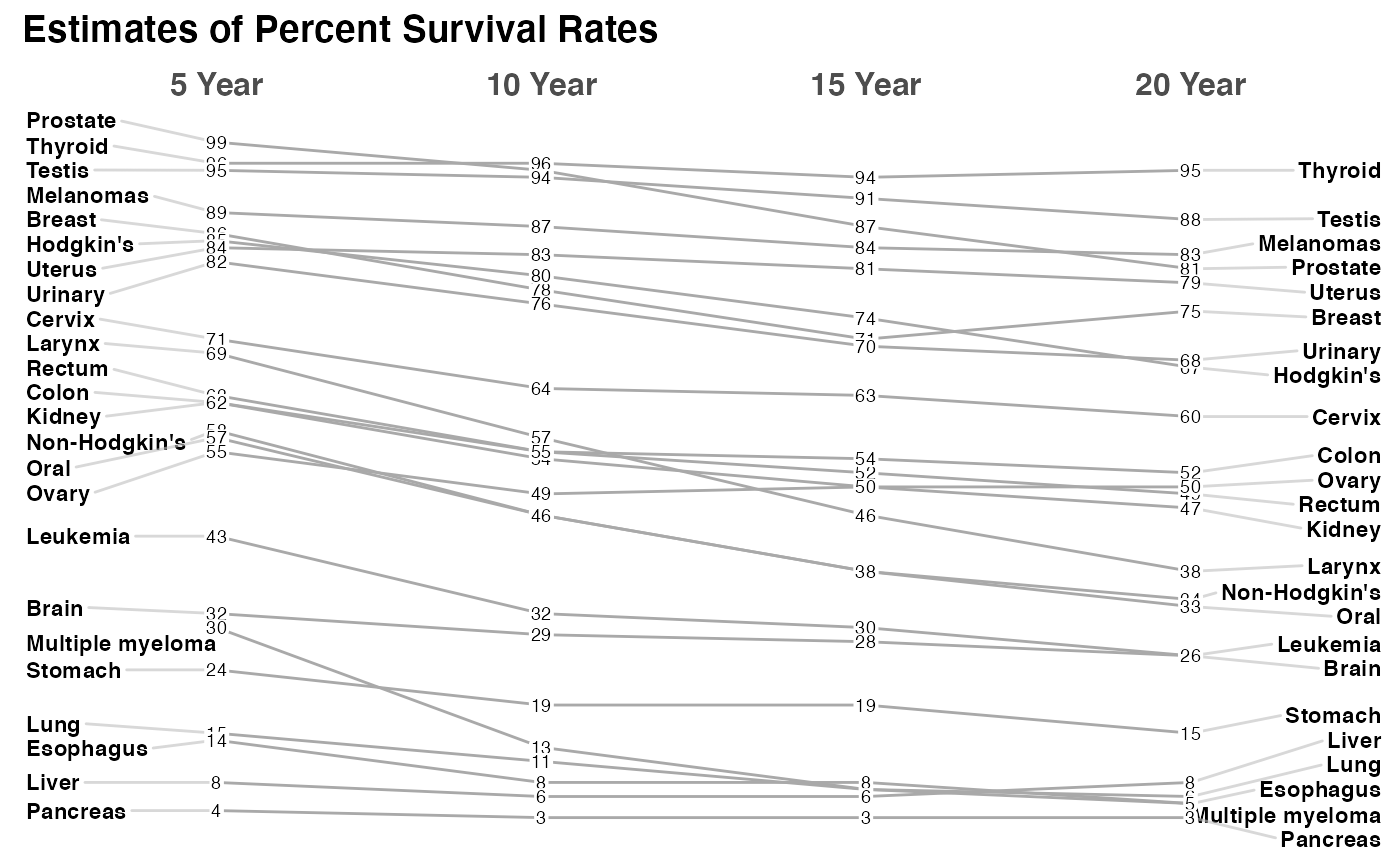 Estimates of Percent Survival Rates
5 Year 10 Year 15 Year 20 Year
Prostate
99
Thyroid 96 94 95 Thyroid
Testis 95 94
Melanomas 91
Breast 89 87 87 88 Testis
Hodgkin's 84 83 84 83 Melanomas
Uterus 82 80 81 81 Prostate
Urinary 78 79 Uterus
76 74 75 Breast
Cervix
Larynx 71 70 68 Urinary
69 Hodgkin's
Rectum 64 63
Colon 62 60 Cervix
Kidney
Non-Hodgkin's 57 57
Oral 55 55 54 52 Colon
Ovary 49 50 50 Ovary
Rectum
46 46 47 Kidney
Leukemia 43
38 38 Larynx
Non-Hodgkin's
Brain 32 32 33 Oral
30 29 30
Multiple myeloma 28 26 Leukemia
Stomach 24 Brain
19 19
Lung 15 Stomach
Esophagus 14 13 Liver
11 Lung
Liver 8 8 8 8 Esophagus
6 6 5
Pancreas 4 3 3 3 Multiple myeloma
Pancreas